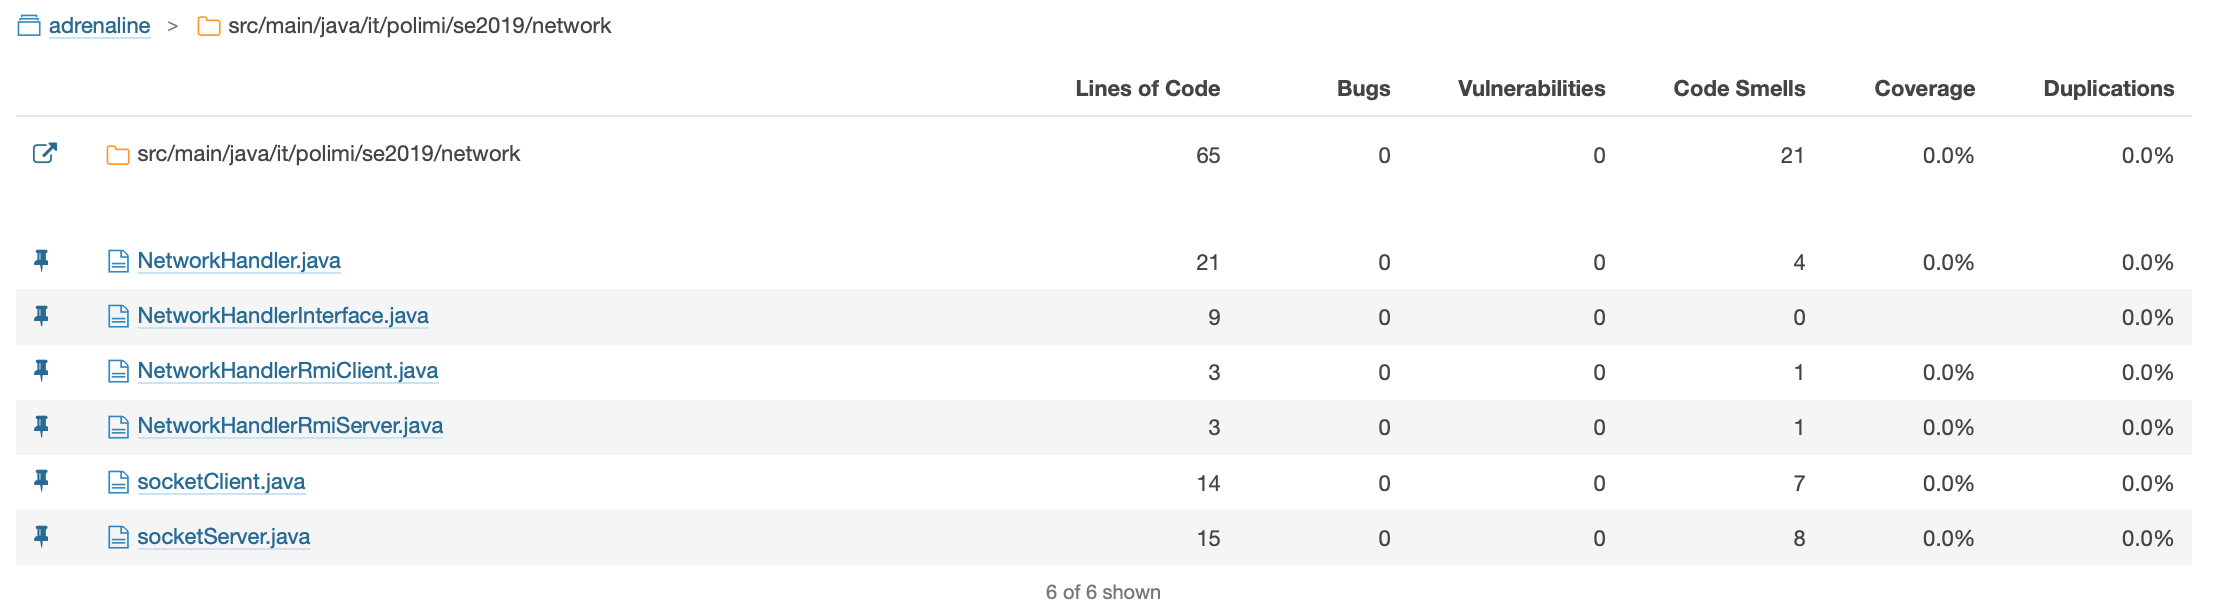 adrenaline > src/main/java/it/polimi/se2019/network
Lines of Code Bugs Vulnerabilities Code Smells Coverage Duplications
src/main/java/it/polimi/se2019/network 65 0 0 21 0.0% 0.0%
NetworkHandler.java 21 0 0 4 0.0% 0.0%
NetworkHandlerInterface.java 9 0 0 0 0.0%
NetworkHandlerRmiClient.java 3 0 0 1 0.0% 0.0%
NetworkHandlerRmiServer.java 3 0 0 1 0.0% 0.0%
socketClient.java 14 0 0 7 0.0% 0.0%
socketServer.java 15 0 0 8 0.0% 0.0%
6 of 6 shown